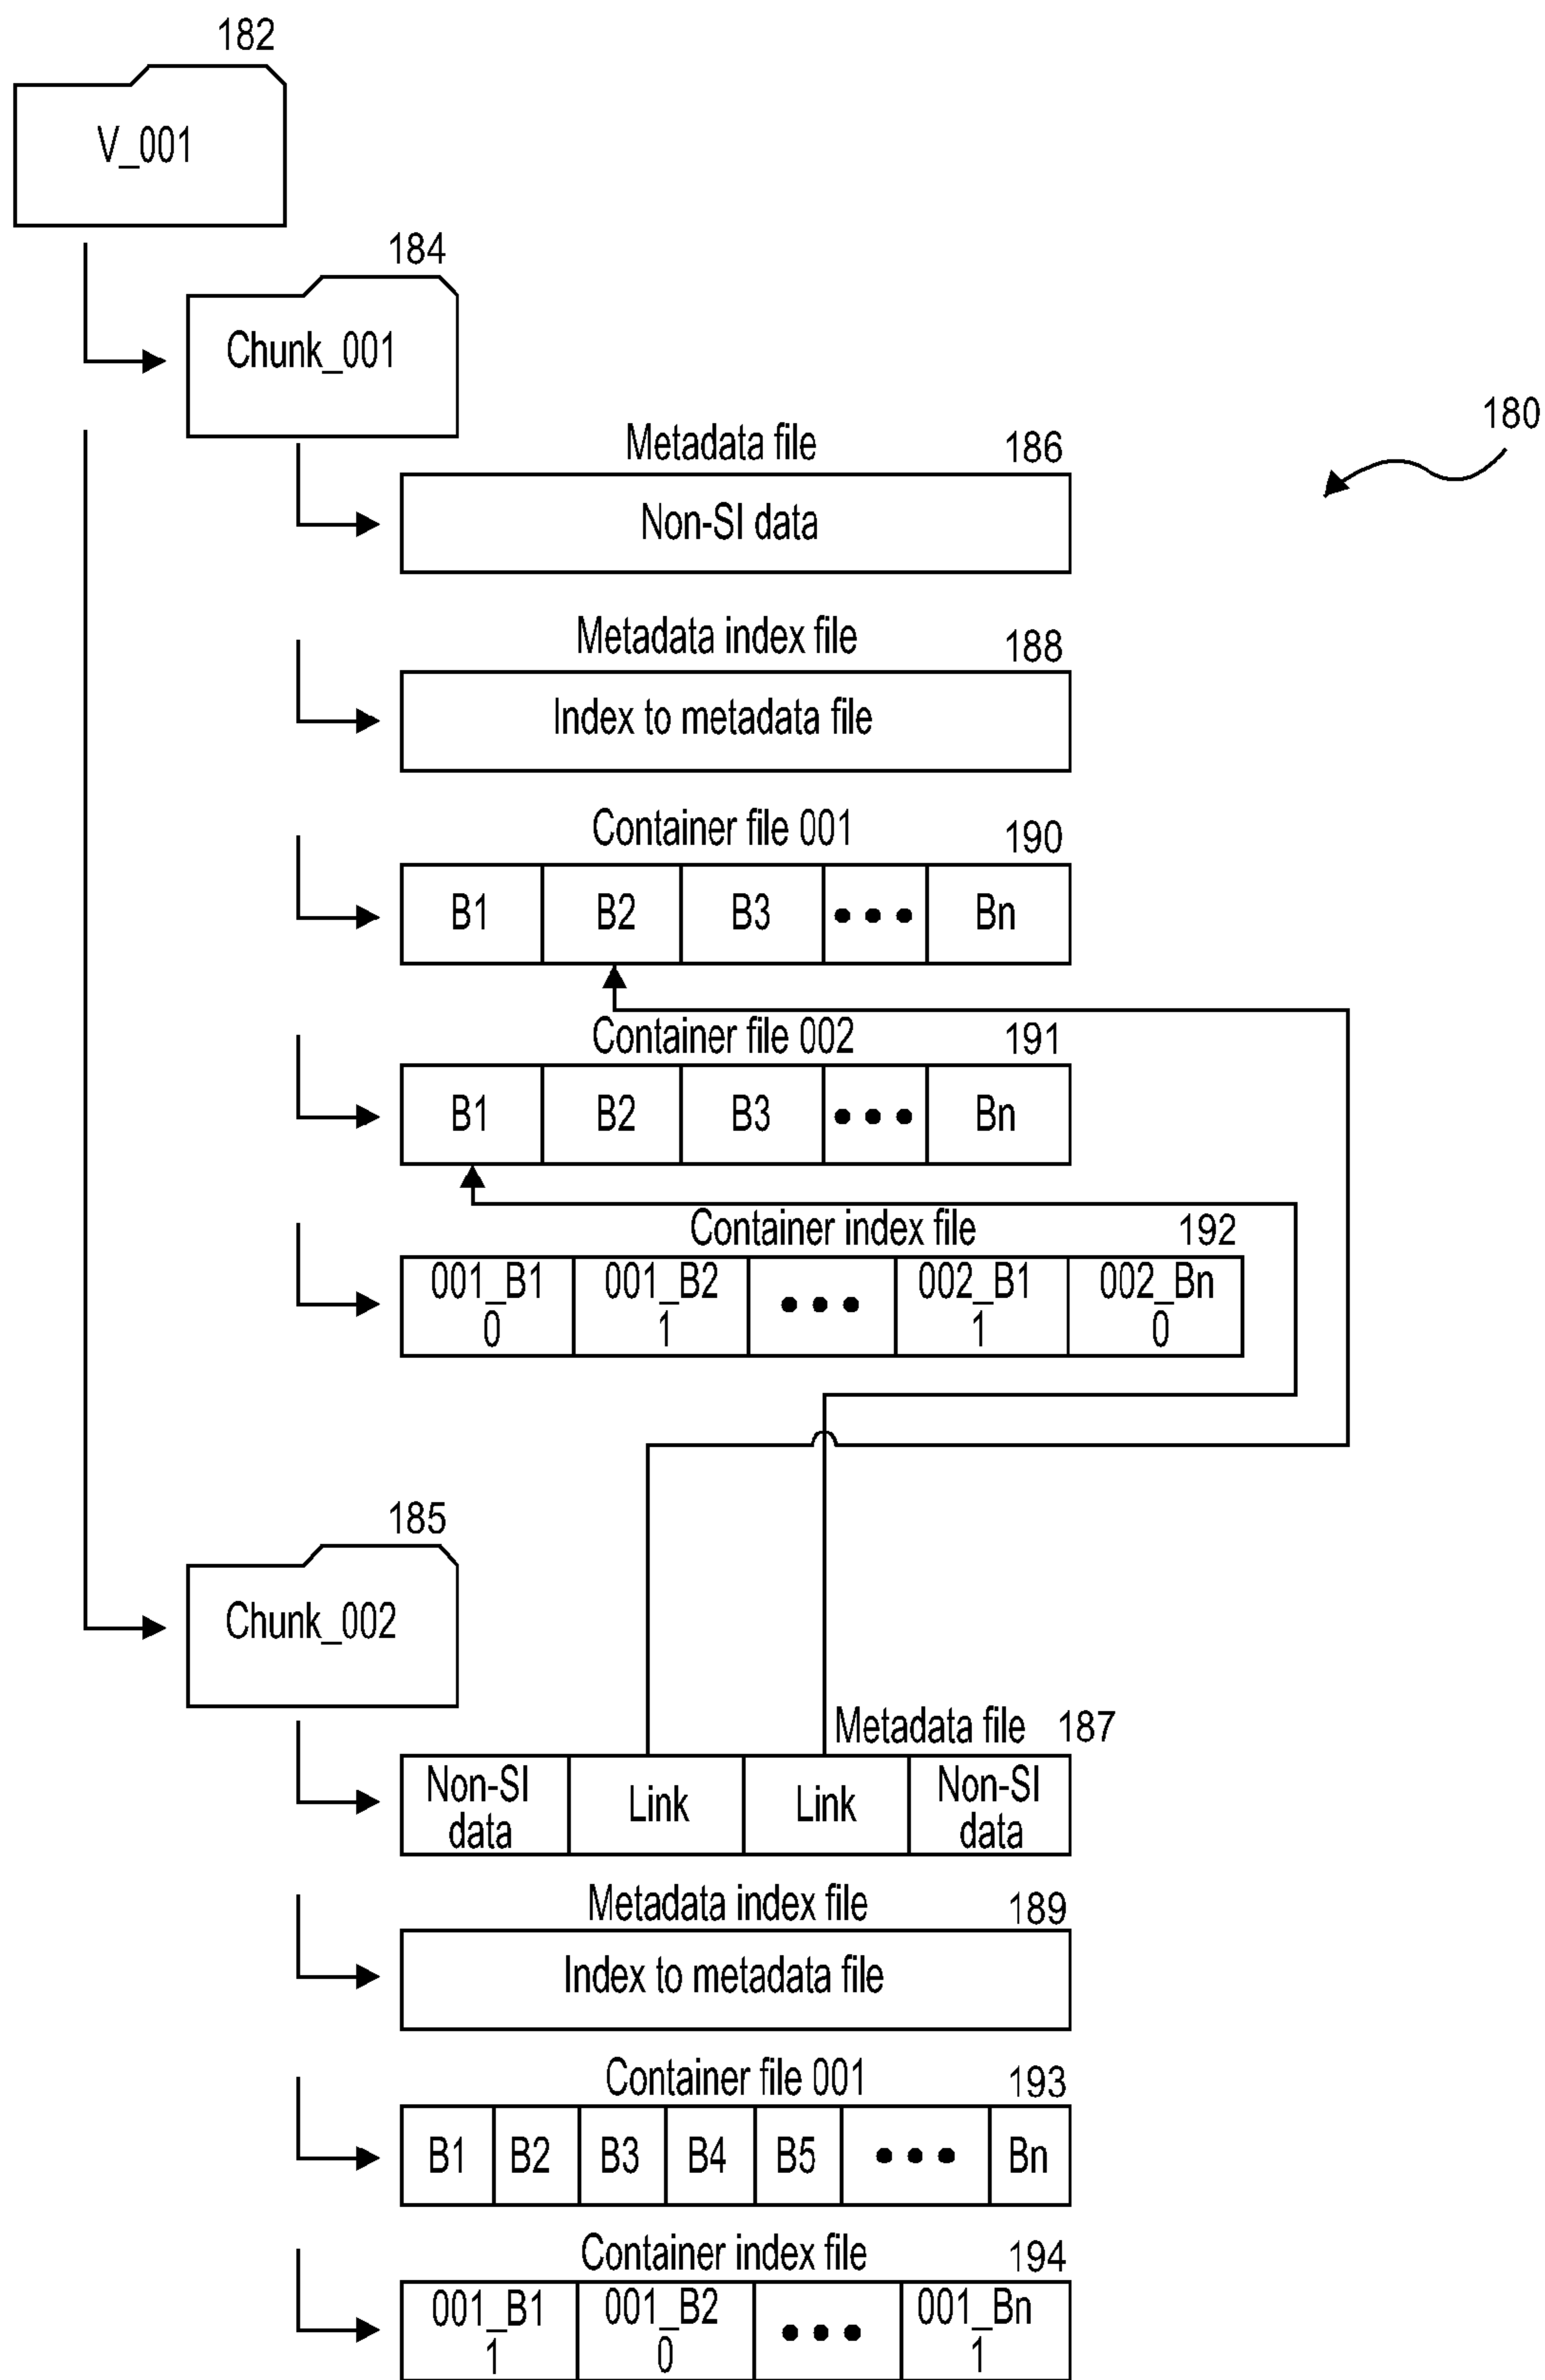 182
V_001
184
Chunk_001
180
Metadata file 186
Non-SI data
Metadata index file 188
Index to metadata file
Container file 001 190
B1 B2 B3 ••• Bn
Container file 002 191
B1 B2 B3 ••• Bn
Container index file 192
001_B1 001_B2 ••• 002_B1 002_Bn
0 1 1 0
185
Chunk_002
Metadata file 187
Non-SI data Link Link Non-SI data
Metadata index file 189
Index to metadata file
Container file 001 193
B1 B2 B3 B4 B5 ••• Bn
Container index file 194
001_B1 001_B2 ••• 001_Bn
1 0 1